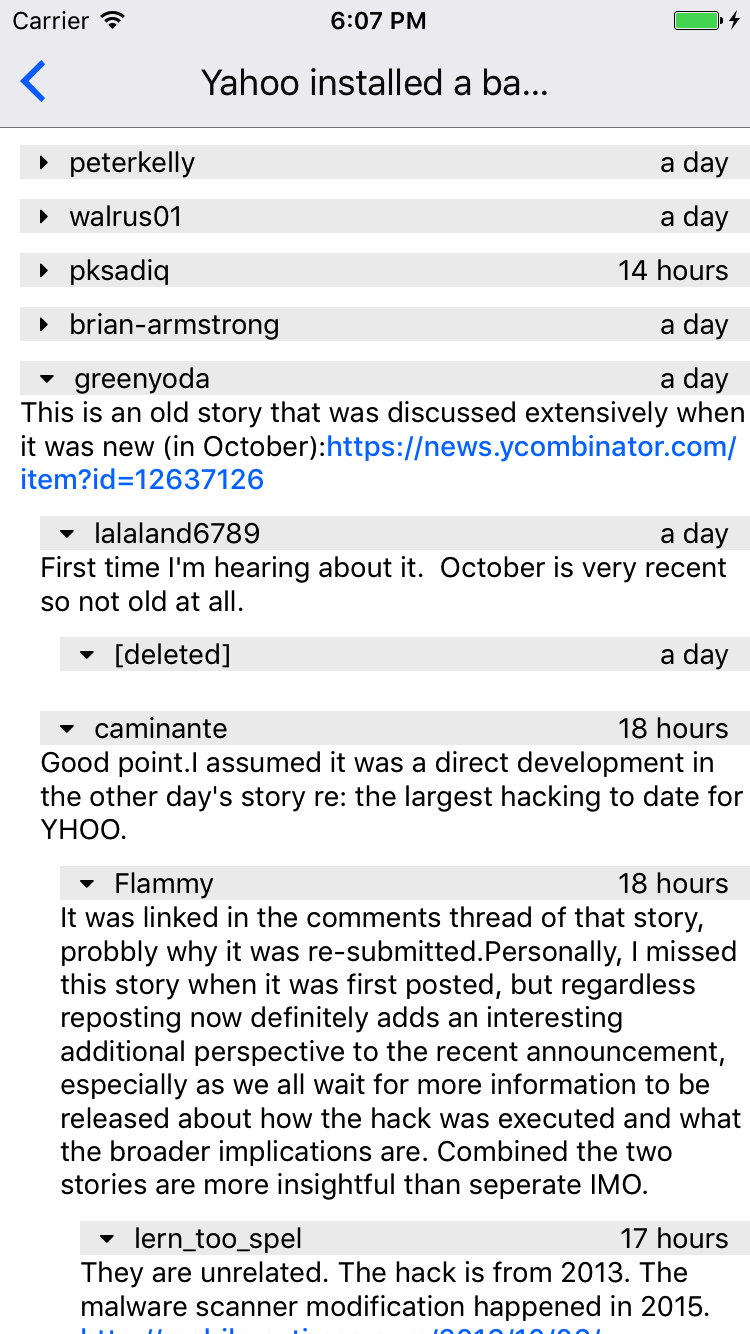 Carrier 6:07 PM
Yahoo installed a ba...
peterkelly a day
walrus01 a day
pksadiq 14 hours
brian-armstrong a day
greenyoda a day
This is an old story that was discussed extensively when
it was new (in October):https://news.ycombinator.com/
item?id=12637126
lalaland6789 a day
First time I'm hearing about it.  October is very recent
so not old at all.
[deleted] a day
caminante 18 hours
Good point.I assumed it was a direct development in
the other day's story re: the largest hacking to date for
YHOO.
Flammy 18 hours
It was linked in the comments thread of that story,
probbly why it was re-submitted.Personally, I missed
this story when it was first posted, but regardless
reposting now definitely adds an interesting
additional perspective to the recent announcement,
especially as we all wait for more information to be
released about how the hack was executed and what
the broader implications are. Combined the two
stories are more insightful than seperate IMO.
lern_too_spel 17 hours
They are unrelated. The hack is from 2013. The
malware scanner modification happened in 2015.